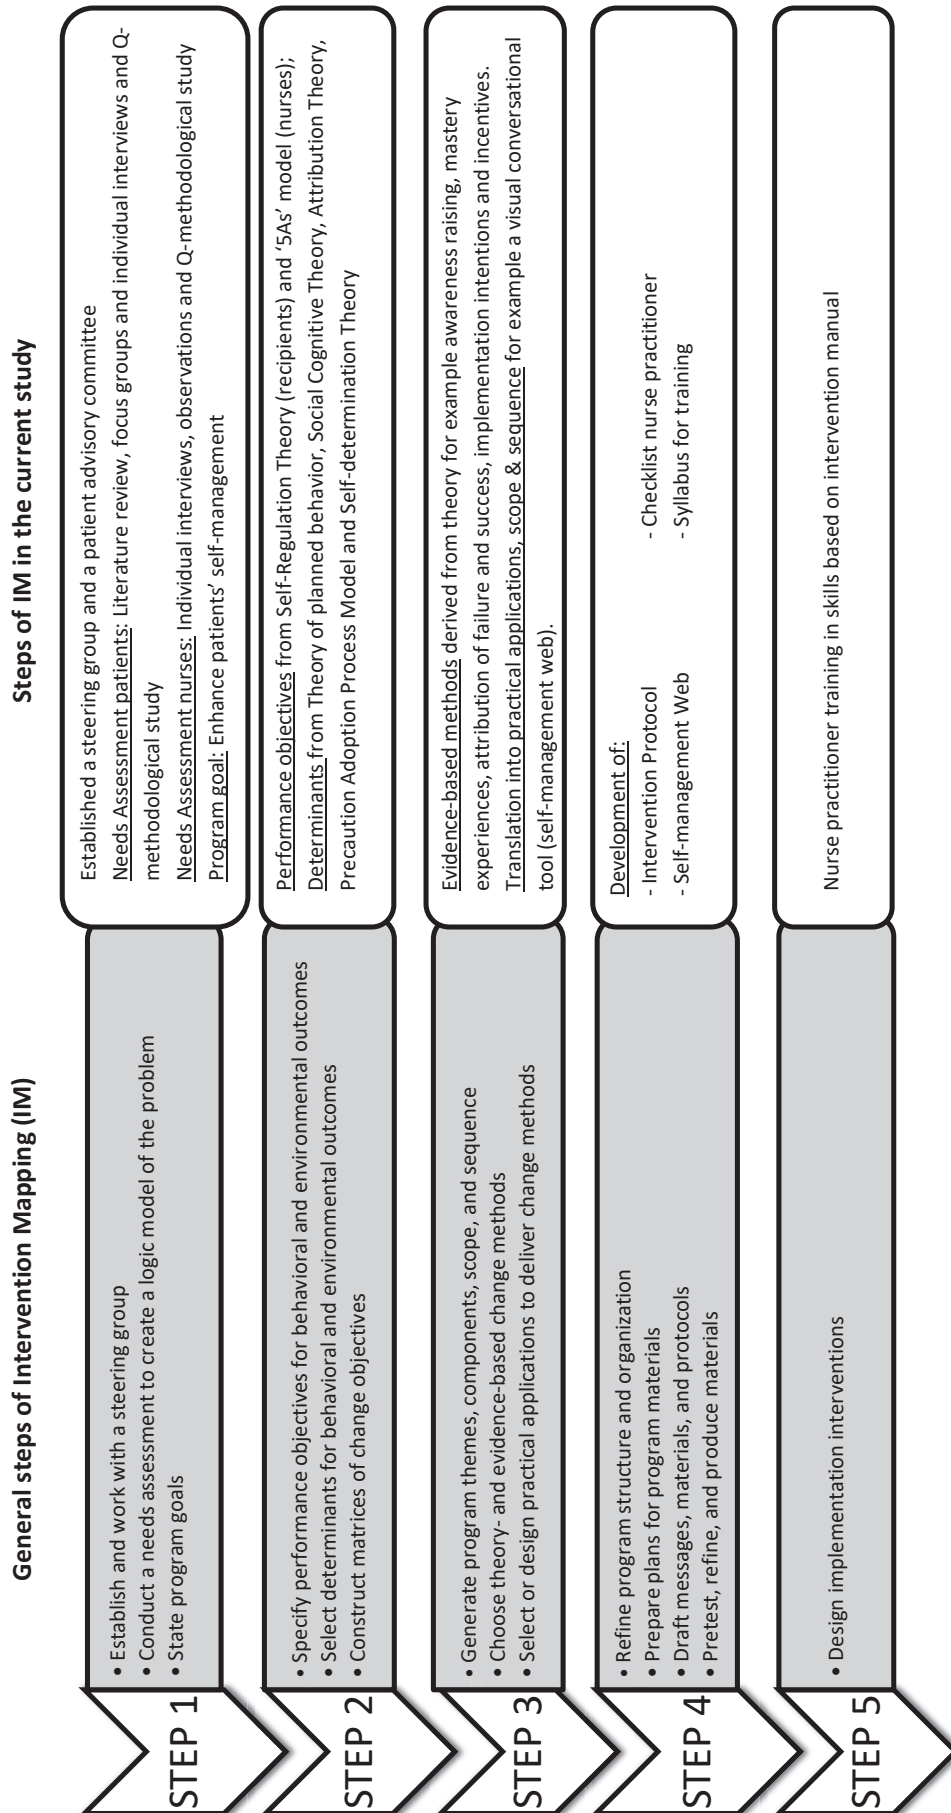 General steps of Intervention Mapping (IM)
Steps of IM in the current study
STEP 1
• Establish and work with a steering group
• Conduct a needs assessment to create a logic model of the problem
• State program goals
Established a steering group and a patient advisory committee
Needs Assessment patients: Literature review, focus groups and individual interviews and Q-
methodological study
Needs Assessment nurses: Individual interviews, observations and Q-methodological study
Program goal: Enhance patients’ self-management
STEP 2
• Specify performance objectives for behavioral and environmental outcomes
• Select determinants for behavioral and environmental outcomes
• Construct matrices of change objectives
Performance objectives from Self-Regulation Theory (recipients) and ‘5As’ model (nurses);
Determinants from Theory of planned behavior, Social Cognitive Theory, Attribution Theory,
Precaution Adoption Process Model and Self-determination Theory
STEP 3
• Generate program themes, components, scope, and sequence
• Choose theory- and evidence-based change methods
• Select or design practical applications to deliver change methods
Evidence-based methods derived from theory for example awareness raising, mastery
experiences, attribution of failure and success, implementation intentions and incentives.
Translation into practical applications, scope & sequence for example a visual conversational
tool (self-management web).
STEP 4
• Refine program structure and organization
• Prepare plans for program materials
• Draft messages, materials, and protocols
• Pretest, refine, and produce materials
Development of:
- Intervention Protocol - Checklist nurse practitioner
- Self-management Web - Syllabus for training
STEP 5
• Design implementation interventions
Nurse practitioner training in skills based on intervention manual